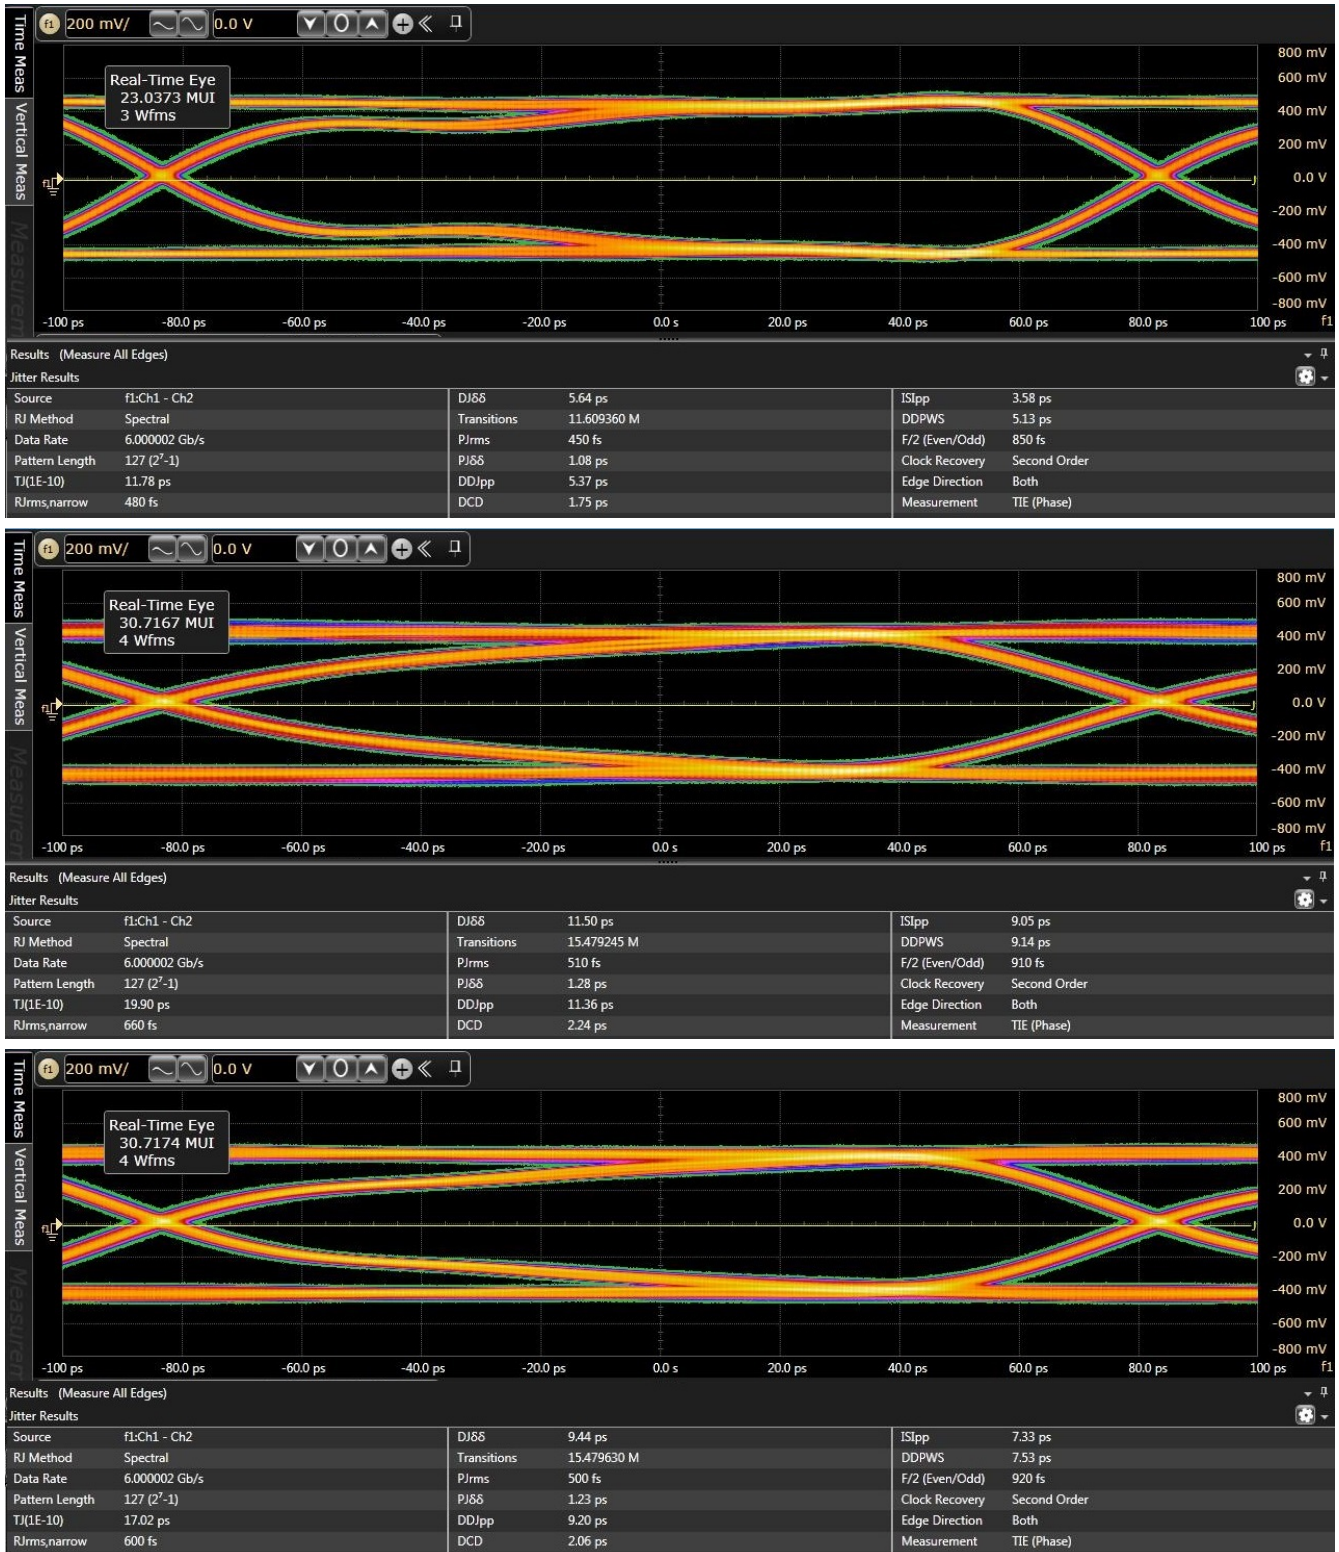 Time Meas
Vertical Meas
Measurem
f1 200 mV/ 0.0 V
Real-Time Eye
23.0373 MUI
3 Wfms
800 mV
600 mV
400 mV
200 mV
0.0 V
-200 mV
-400 mV
-600 mV
-800 mV
-100 ps -80.0 ps -60.0 ps -40.0 ps -20.0 ps 0.0 s 20.0 ps 40.0 ps 60.0 ps 80.0 ps 100 ps f1
Results (Measure All Edges)
Jitter Results
Source f1:Ch1 - Ch2 DJδδ 5.64 ps ISIpp 3.58 ps
RJ Method Spectral Transitions 11.609360 M DDPWS 5.13 ps
Data Rate 6.000002 Gb/s PJrms 450 fs F/2 (Even/Odd) 850 fs
Pattern Length 127 (2⁷-1) PJδδ 1.08 ps Clock Recovery Second Order
TJ(1E-10) 11.78 ps DDJpp 5.37 ps Edge Direction Both
RJrms,narrow 480 fs DCD 1.75 ps Measurement TIE (Phase)
Time Meas
Vertical Meas
Measurem
f1 200 mV/ 0.0 V
Real-Time Eye
30.7167 MUI
4 Wfms
800 mV
600 mV
400 mV
200 mV
0.0 V
-200 mV
-400 mV
-600 mV
-800 mV
-100 ps -80.0 ps -60.0 ps -40.0 ps -20.0 ps 0.0 s 20.0 ps 40.0 ps 60.0 ps 80.0 ps 100 ps f1
Results (Measure All Edges)
Jitter Results
Source f1:Ch1 - Ch2 DJδδ 11.50 ps ISIpp 9.05 ps
RJ Method Spectral Transitions 15.479245 M DDPWS 9.14 ps
Data Rate 6.000002 Gb/s PJrms 510 fs F/2 (Even/Odd) 910 fs
Pattern Length 127 (2⁷-1) PJδδ 1.28 ps Clock Recovery Second Order
TJ(1E-10) 19.90 ps DDJpp 11.36 ps Edge Direction Both
RJrms,narrow 660 fs DCD 2.24 ps Measurement TIE (Phase)
Time Meas
Vertical Meas
Measurem
f1 200 mV/ 0.0 V
Real-Time Eye
30.7174 MUI
4 Wfms
800 mV
600 mV
400 mV
200 mV
0.0 V
-200 mV
-400 mV
-600 mV
-800 mV
-100 ps -80.0 ps -60.0 ps -40.0 ps -20.0 ps 0.0 s 20.0 ps 40.0 ps 60.0 ps 80.0 ps 100 ps f1
Results (Measure All Edges)
Jitter Results
Source f1:Ch1 - Ch2 DJδδ 9.44 ps ISIpp 7.33 ps
RJ Method Spectral Transitions 15.479630 M DDPWS 7.53 ps
Data Rate 6.000002 Gb/s PJrms 500 fs F/2 (Even/Odd) 920 fs
Pattern Length 127 (2⁷-1) PJδδ 1.23 ps Clock Recovery Second Order
TJ(1E-10) 17.02 ps DDJpp 9.20 ps Edge Direction Both
RJrms,narrow 600 fs DCD 2.06 ps Measurement TIE (Phase)